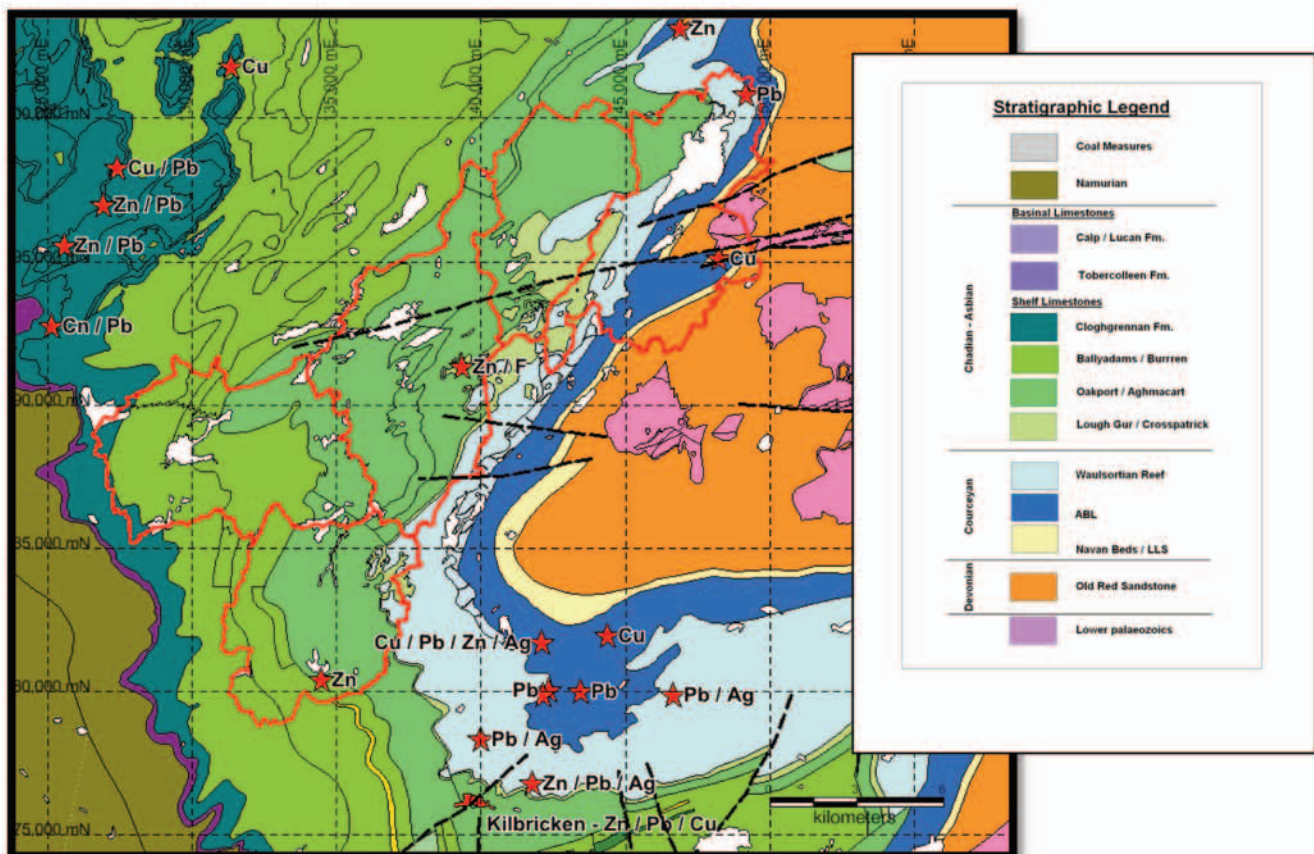 Zn
Cu
Pb
Cu / Pb
Zn / Pb
Zn / Pb
Cu
Cn / Pb
Zn / F
Cu / Pb / Zn / Ag
Cu
Zn
Pb
Pb
Pb / Ag
Pb / Ag
Zn / Pb / Ag
Kilbricken - Zn / Pb / Cu
35,000 mE
40,000 mE
45,000 mE
95,000 mN
90,000 mN
85,000 mN
80,000 mN
75,000 mN
kilometers
Stratigraphic Legend
Coal Measures
Namurian
Chadian - Asbian
Basinal Limestones
Calp / Lucan Fm.
Tobercolleen Fm.
Shelf Limestones
Cloghgrennan Fm.
Ballyadams / Burrren
Oakport / Aghmacart
Lough Gur / Crosspatrick
Courceyan
Waulsortian Reef
ABL
Navan Beds / LLS
Devonian
Old Red Sandstone
Lower palaeozoics